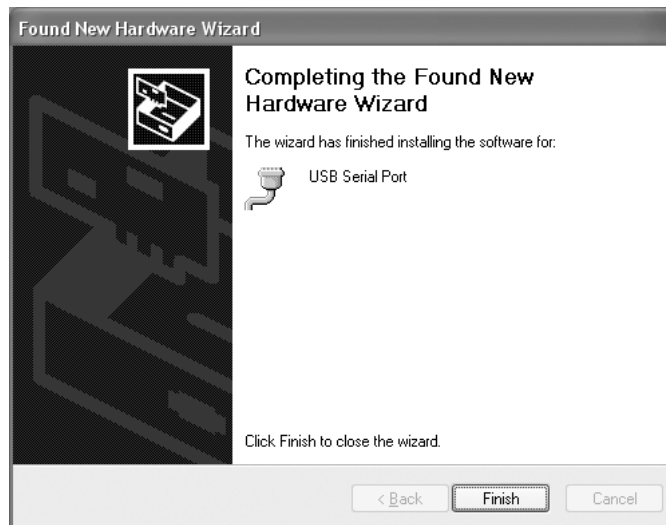 Found New Hardware Wizard
Completing the Found New
Hardware Wizard
The wizard has finished installing the software for:
USB Serial Port
Click Finish to close the wizard.
< Back
Finish
Cancel